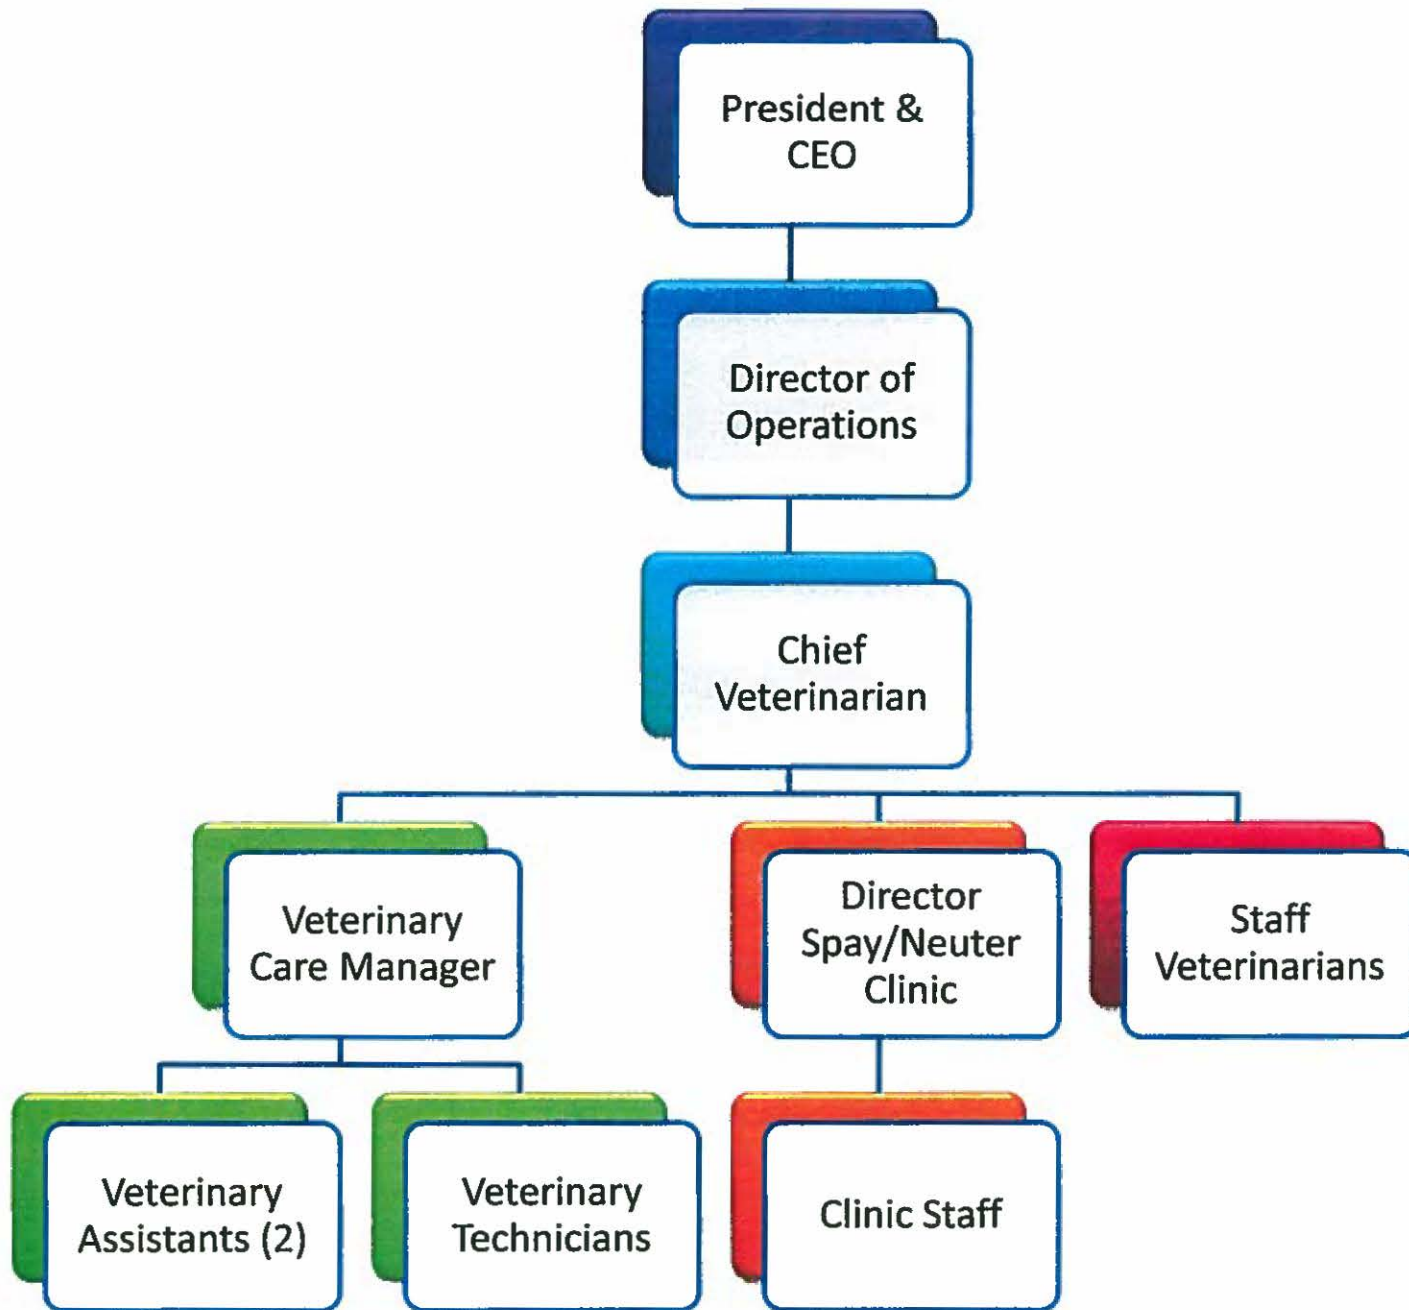 President &
CEO
Director of
Operations
Chief
Veterinarian
Veterinary
Care Manager
Director
Spay/Neuter
Clinic
Staff
Veterinarians
Veterinary
Assistants (2)
Veterinary
Technicians
Clinic Staff